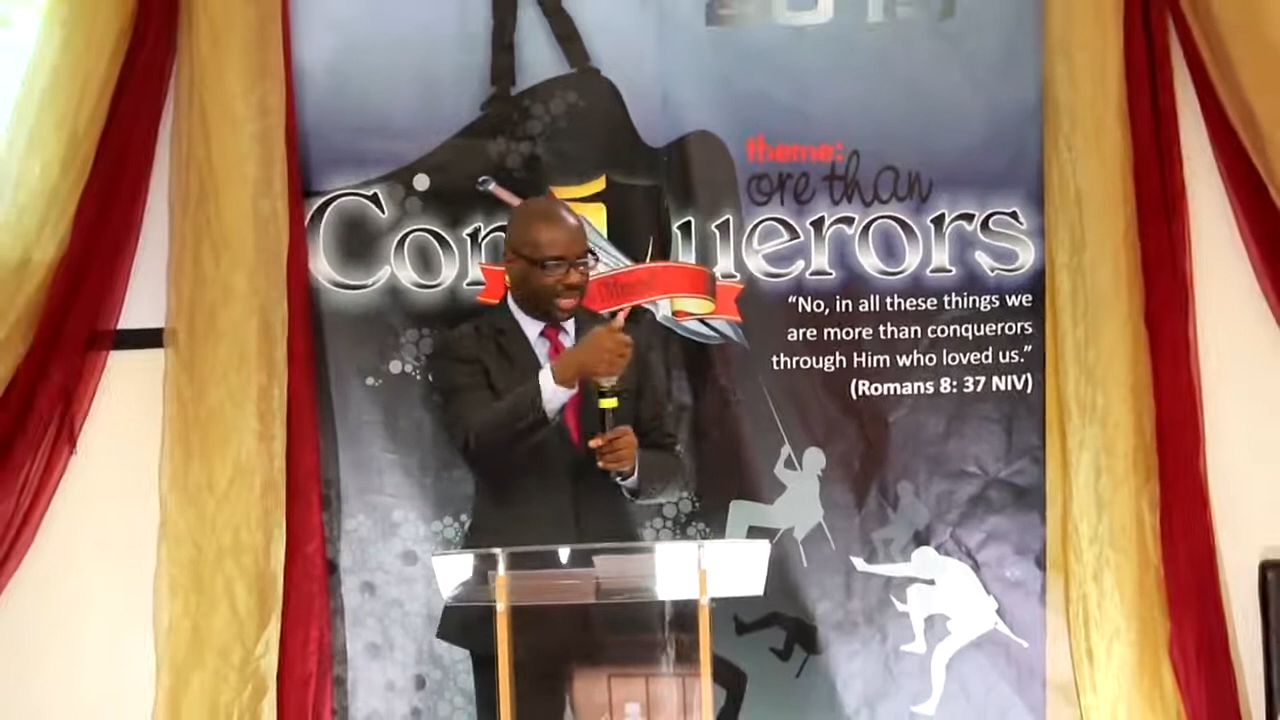 theme:
ore than
Con uerors
“No, in all these things we
are more than conquerors
through Him who loved us.”
(Romans 8: 37 NIV)